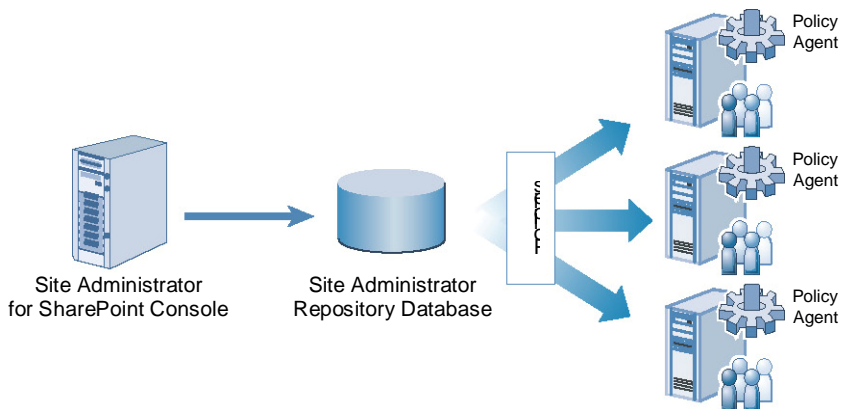 Policy
Agent
Policy
Agent
Site Administrator
for SharePoint Console
Site Administrator
Repository Database
Policy
Agent